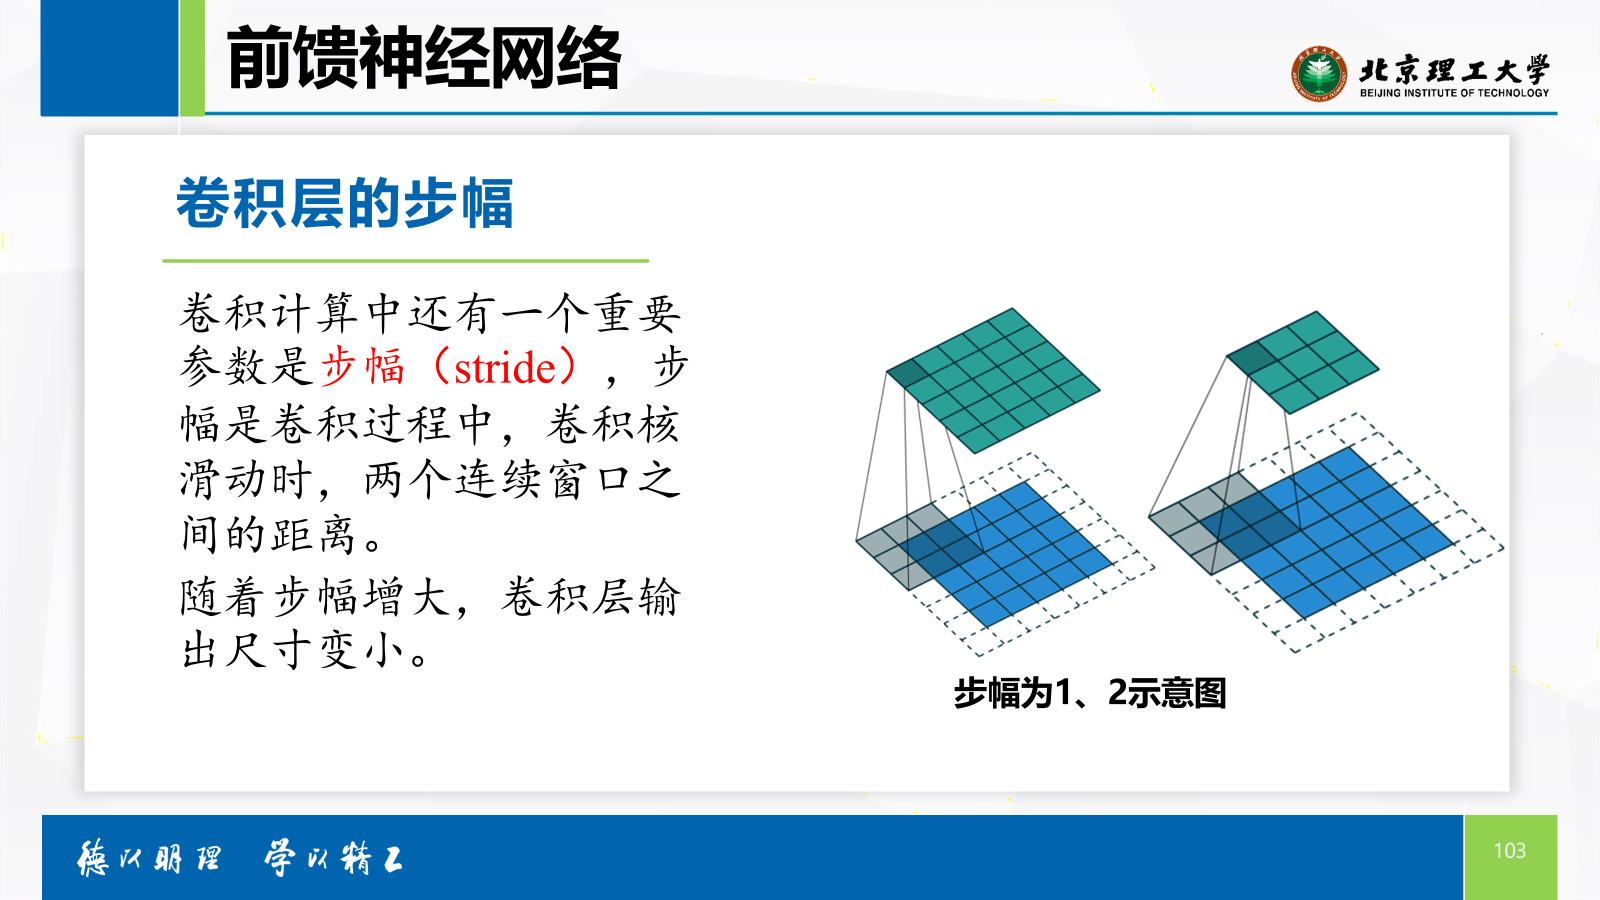 前馈神经网络
北京理工大学
BEIJING INSTITUTE OF TECHNOLOGY
卷积层的步幅
卷积计算中还有一个重要
参数是步幅（stride），步
幅是卷积过程中，卷积核
滑动时，两个连续窗口之
间的距离。
随着步幅增大，卷积层输
出尺寸变小。
步幅为1、2示意图
德以明理 学以精工
103